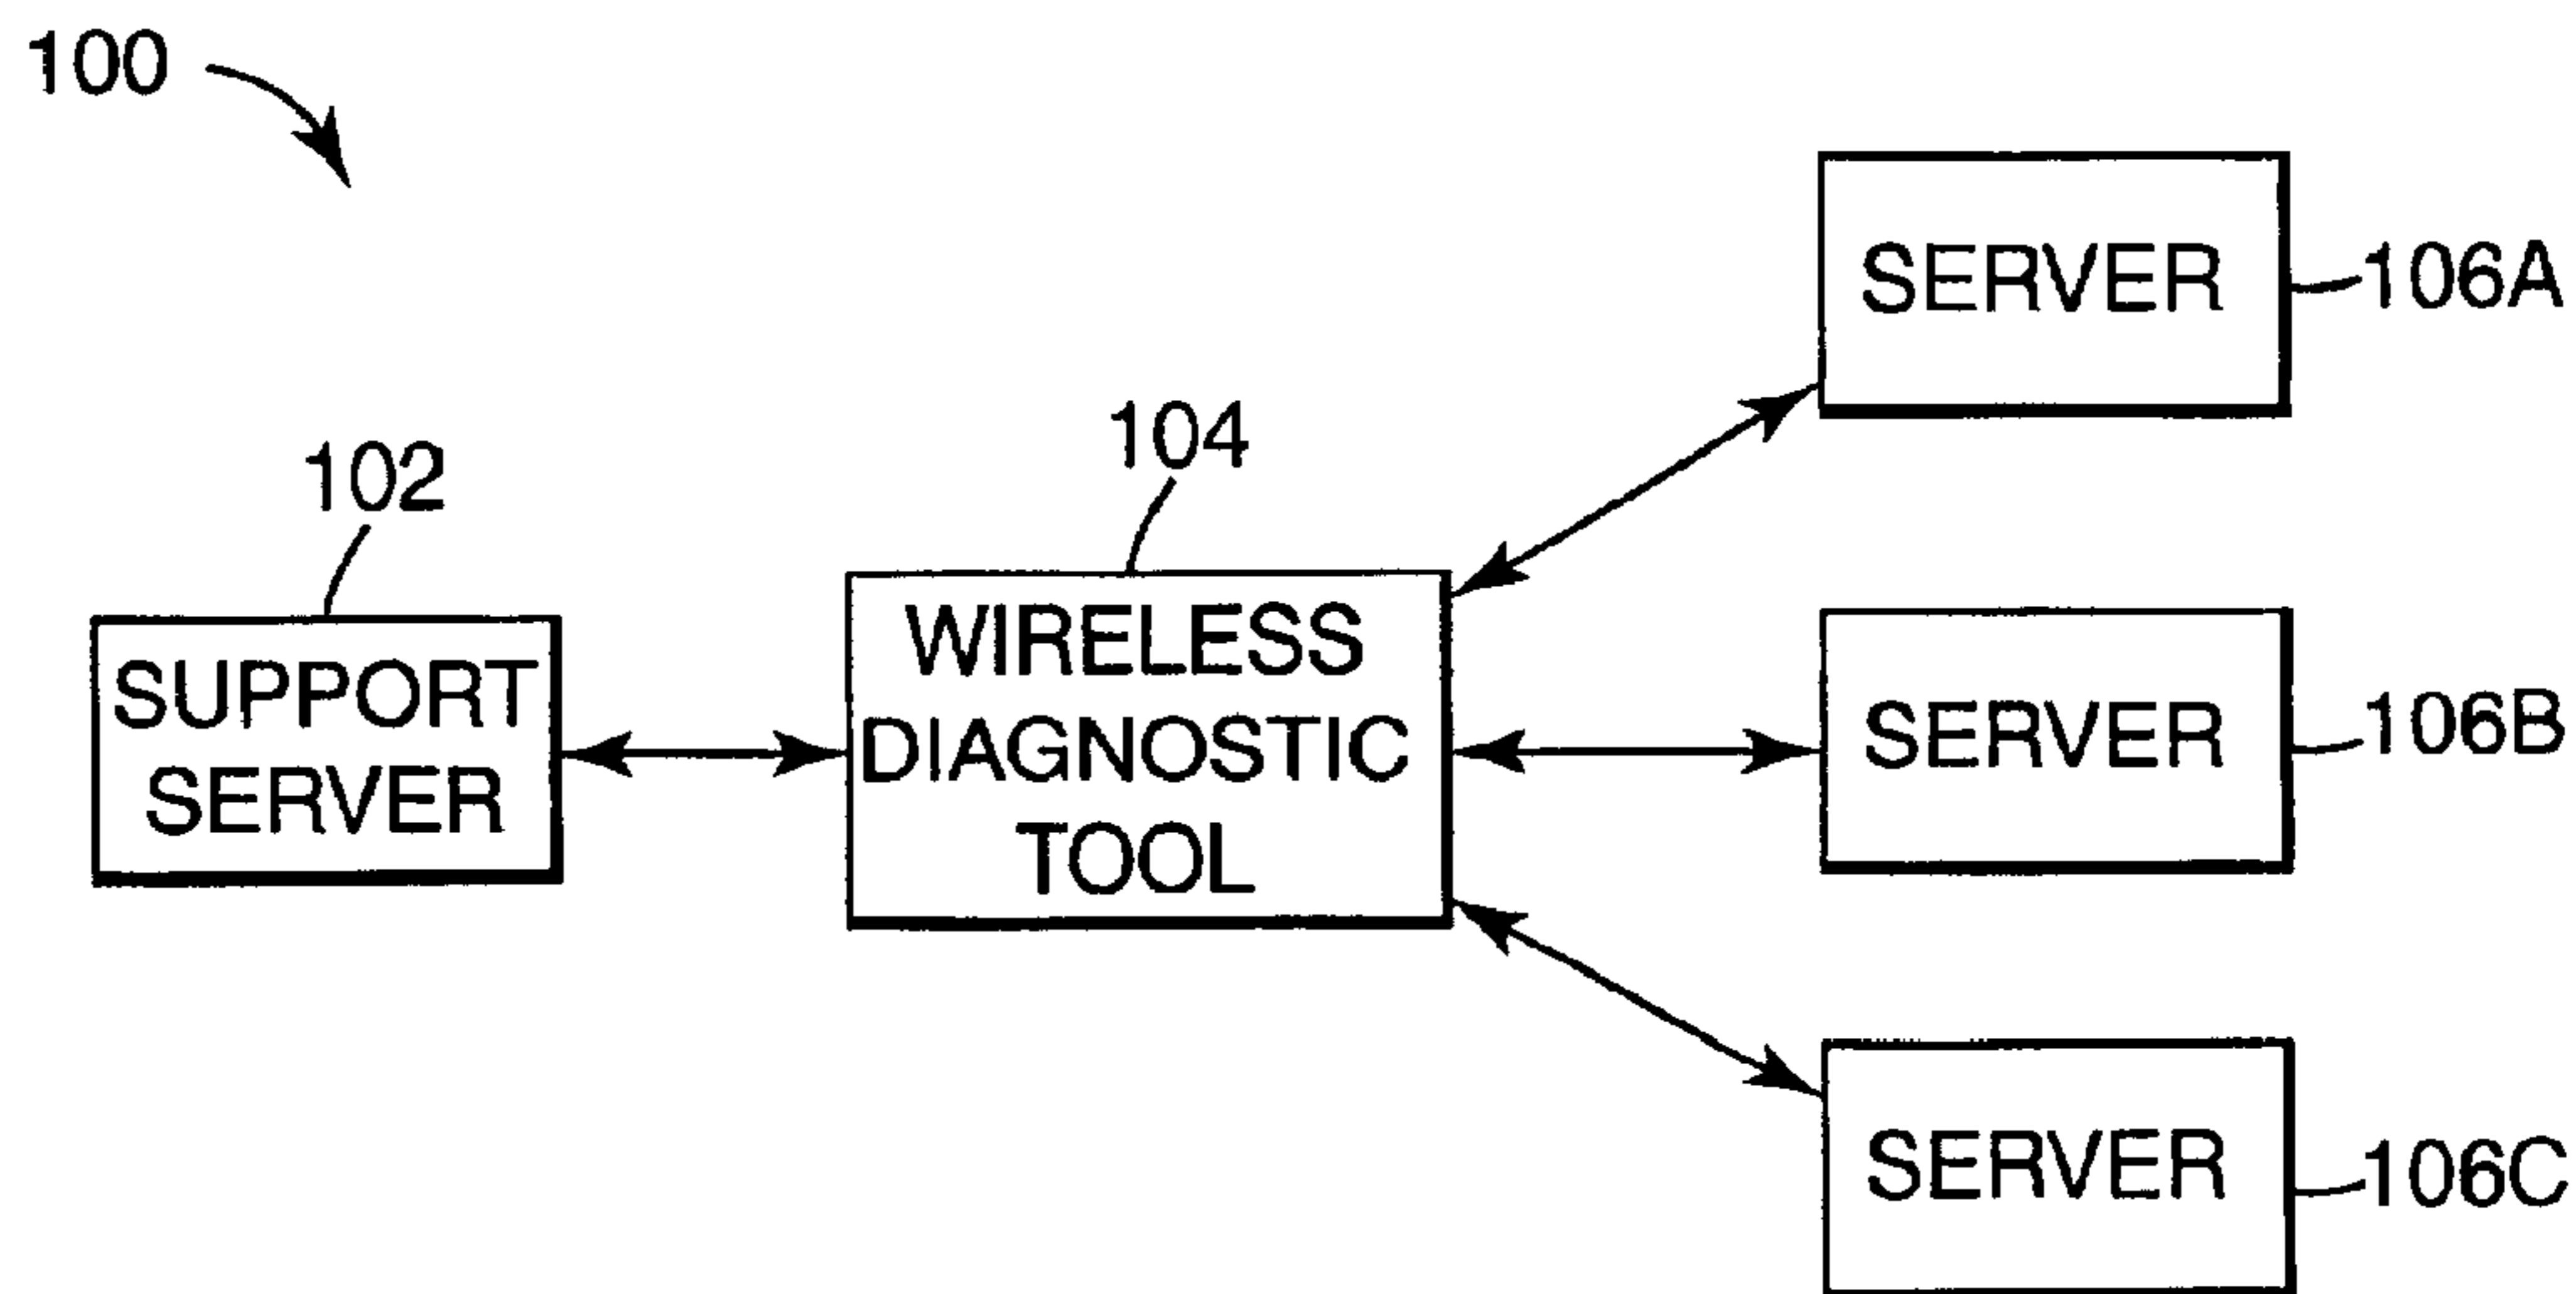 100
SERVER
106A
104
102
WIRELESS
DIAGNOSTIC
TOOL
SUPPORT
SERVER
SERVER
106B
SERVER
106C